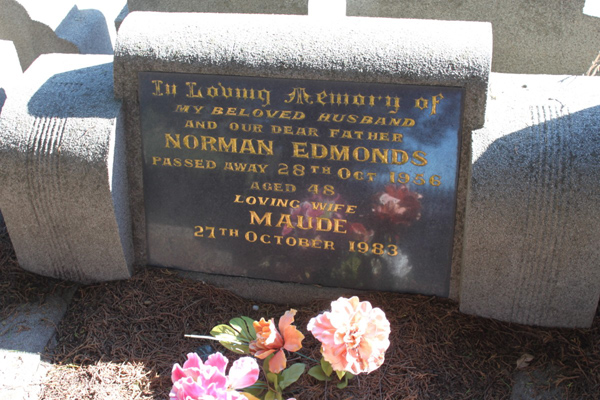 In Loving Memory of
MY BELOVED HUSBAND
AND OUR DEAR FATHER
NORMAN EDMONDS
PASSED AWAY 28TH OCT 1956
AGED 48
LOVING WIFE
MAUDE
27TH OCTOBER 1983